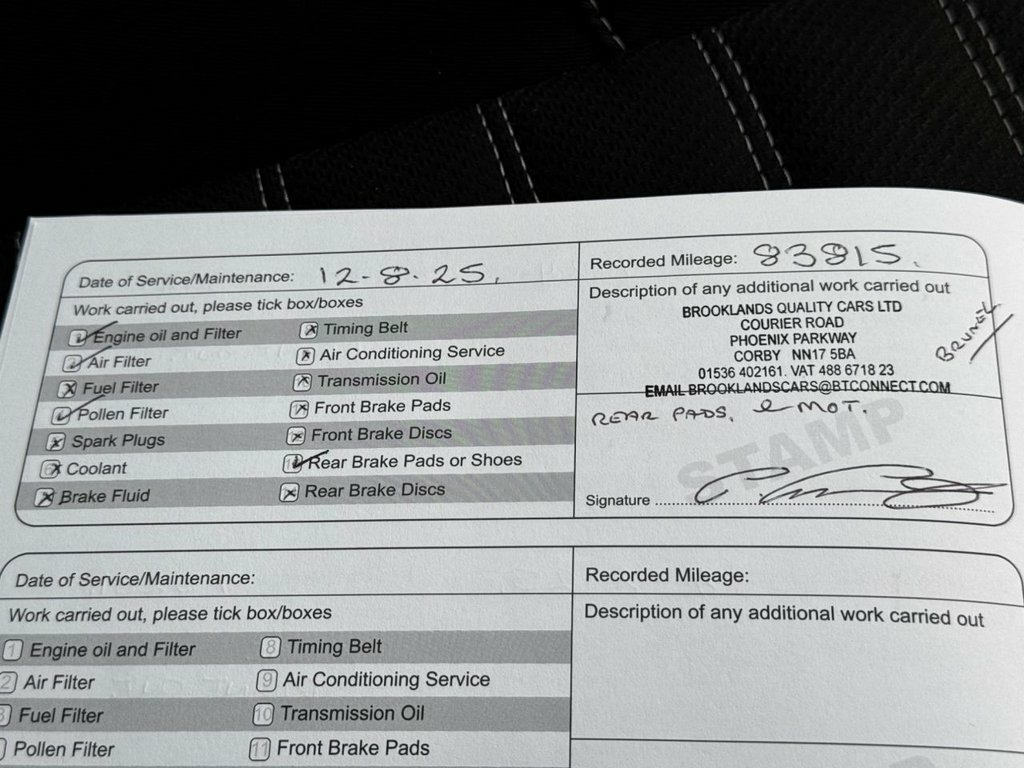 Date of Service/Maintenance: 12-8-25.
Recorded Mileage: 83815.
Work carried out, please tick box/boxes
Engine oil and Filter
Air Filter
Fuel Filter
Pollen Filter
Spark Plugs
Coolant
Brake Fluid
Timing Belt
Air Conditioning Service
Transmission Oil
Front Brake Pads
Front Brake Discs
Rear Brake Pads or Shoes
Rear Brake Discs
Description of any additional work carried out
BROOKLANDS QUALITY CARS LTD
COURIER ROAD
PHOENIX PARKWAY
CORBY NN17 5BA
01536 402161. VAT 488 6718 23
EMAIL BROOKLANDSCARS@BTCONNECT.COM
REAR PADS, & MOT.
STAMP
Signature
Date of Service/Maintenance:
Recorded Mileage:
Work carried out, please tick box/boxes
1 Engine oil and Filter
2 Air Filter
3 Fuel Filter
Pollen Filter
8 Timing Belt
9 Air Conditioning Service
10 Transmission Oil
11 Front Brake Pads
Description of any additional work carried out